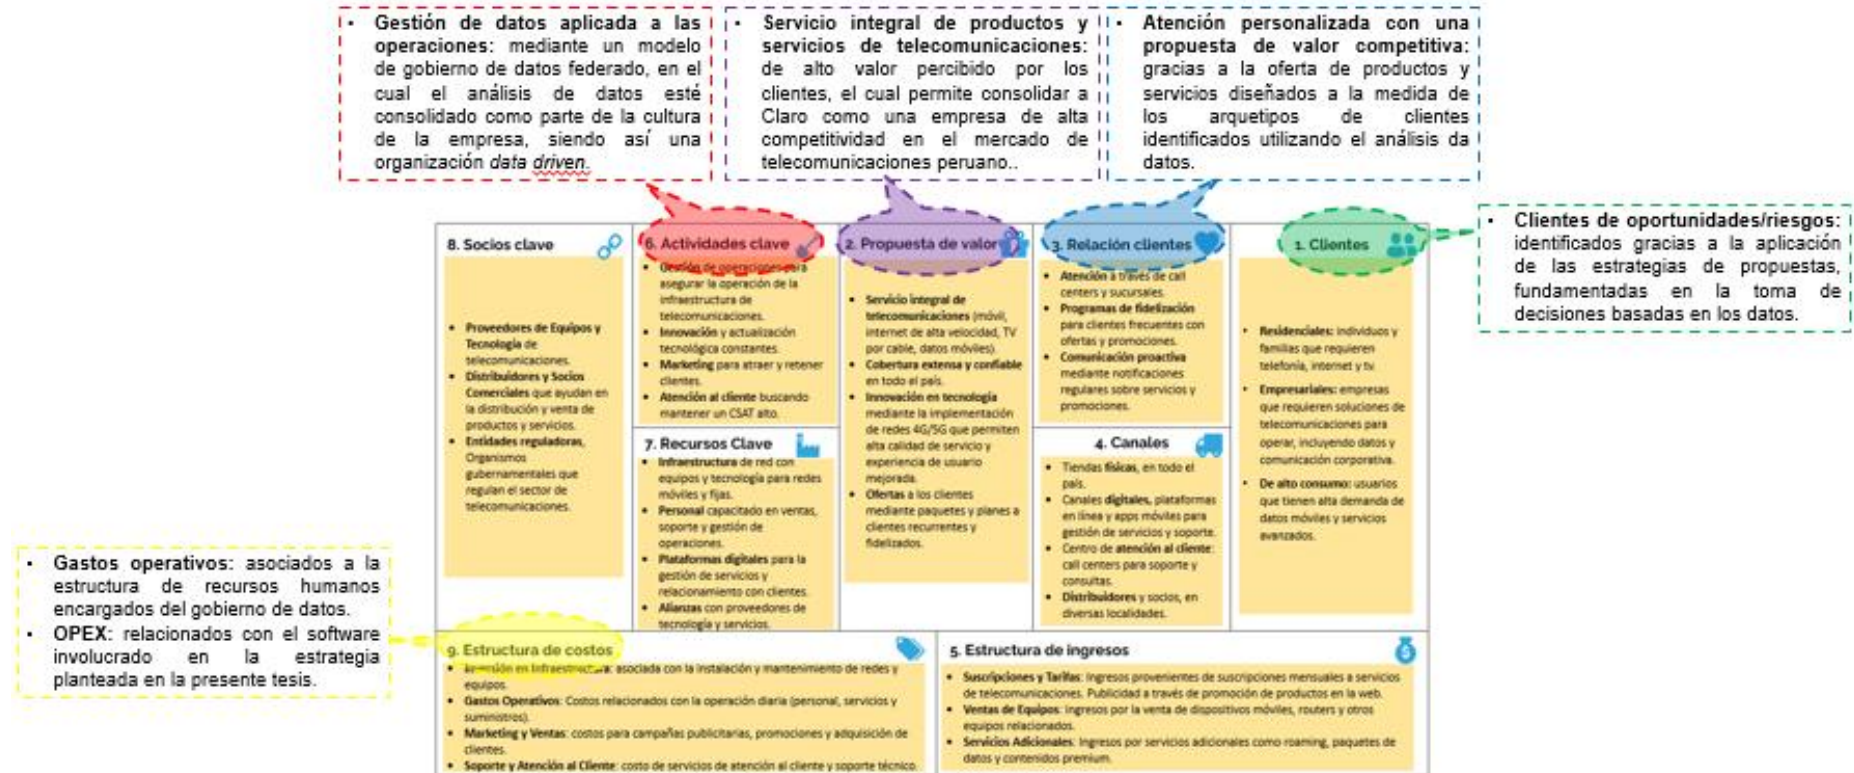 • Gestión de datos aplicada a las
operaciones: mediante un modelo
de gobierno de datos federado, en el
cual el análisis de datos esté
consolidado como parte de la cultura
de la empresa, siendo así una
organización data driven.
• Servicio integral de productos y
servicios de telecomunicaciones:
de alto valor percibido por los
clientes, el cual permite consolidar a
Claro como una empresa de alta
competitividad en el mercado de
telecomunicaciones peruano..
• Atención personalizada con una
propuesta de valor competitiva:
gracias a la oferta de productos y
servicios diseñados a la medida de
los arquetipos de clientes
identificados utilizando el análisis da
datos.
• Clientes de oportunidades/riesgos:
identificados gracias a la aplicación
de las estrategias de propuestas,
fundamentadas en la toma de
decisiones basadas en los datos.
8. Socios clave
• Proveedores de Equipos y
Tecnología de
telecomunicaciones.
• Distribuidores y Socios
Comerciales que ayudan en
la distribución y venta de
productos y servicios.
• Entidades reguladoras,
Organismos
gubernamentales que
regulan el sector de
telecomunicaciones.
6. Actividades clave
• Gestión de operaciones para
asegurar la operación de la
infraestructura de
telecomunicaciones.
• Innovación y actualización
tecnológica constantes.
• Marketing para atraer y retener
clientes.
• Atención al cliente buscando
mantener un CSAT alto.
7. Recursos Clave
• Infraestructura de red con
equipos y tecnología para redes
móviles y fijas.
• Personal capacitado en ventas,
soporte y gestión de
operaciones.
• Plataformas digitales para la
gestión de servicios y
relacionamiento con clientes.
• Alianzas con proveedores de
tecnología y servicios.
2. Propuesta de valor
• Servicio integral de
telecomunicaciones (móvil,
internet de alta velocidad, TV
por cable, datos móviles).
• Cobertura extensa y confiable
en todo el país.
• Innovación en tecnología
mediante la implementación
de redes 4G/5G que permiten
alta calidad de servicio y
experiencia de usuario
mejorada.
• Ofertas a los clientes
mediante paquetes y planes a
clientes recurrentes y
fidelizados.
3. Relación clientes
• Atención a través de call
centers y sucursales.
• Programas de fidelización
para clientes frecuentes con
ofertas y promociones.
• Comunicación proactiva
mediante notificaciones
regulares sobre servicios y
promociones.
4. Canales
• Tiendas físicas, en todo el
país.
• Canales digitales, plataformas
en línea y apps móviles para
gestión de servicios y soporte.
• Centro de atención al cliente:
call centers para soporte y
consultas.
• Distribuidores y socios, en
diversas localidades.
1. Clientes
• Residenciales: individuos y
familias que requieren
telefonía, internet y tv.
• Empresariales: empresas
que requieren soluciones de
telecomunicaciones para
operar, incluyendo datos y
comunicación corporativa.
• De alto consumo: usuarios
que tienen alta demanda de
datos móviles y servicios
avanzados.
• Gastos operativos: asociados a la
estructura de recursos humanos
encargados del gobierno de datos.
• OPEX: relacionados con el software
involucrado en la estrategia
planteada en la presente tesis.
9. Estructura de costos
• Inversión en Infraestructura: asociada con la instalación y mantenimiento de redes y
equipos.
• Gastos Operativos: Costos relacionados con la operación diaria (personal, servicios y
suministros).
• Marketing y Ventas: costos para campañas publicitarias, promociones y adquisición de
clientes.
• Soporte y Atención al Cliente: costo de servicios de atención al cliente y soporte técnico.
5. Estructura de ingresos
• Suscripciones y Tarifas: Ingresos provenientes de suscripciones mensuales a servicios
de telecomunicaciones. Publicidad a través de promoción de productos en la web.
• Ventas de Equipos: Ingresos por la venta de dispositivos móviles, routers y otros
equipos relacionados.
• Servicios Adicionales: Ingresos por servicios adicionales como roaming, paquetes de
datos y contenidos premium.